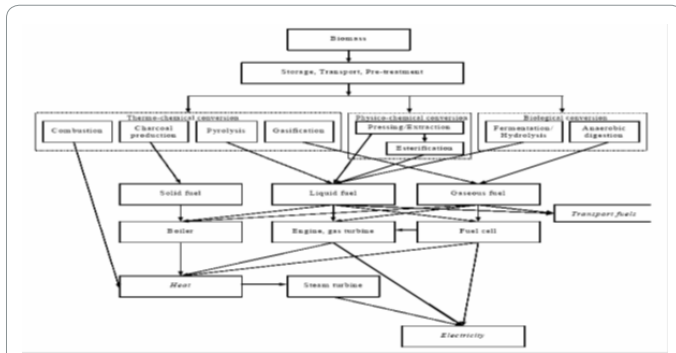 Biomass
Storage, Transport, Pre-treatment
Thermo-chemical conversion
Physico-chemical conversion
Biological conversion
Combustion
Charcoal
production
Pyrolysis
Gasification
Pressing/Extraction
Esterification
Fermentation/
Hydrolysis
Anaerobic
digestion
Solid fuel
Liquid fuel
Gaseous fuel
Transport fuels
Boiler
Engine, gas turbine
Fuel cell
Heat
Steam turbine
Electricity